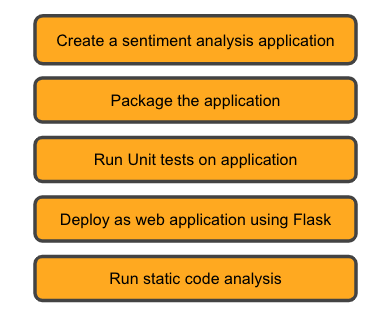 Create a sentiment analysis application
Package the application
Run Unit tests on application
Deploy as web application using Flask
Run static code analysis